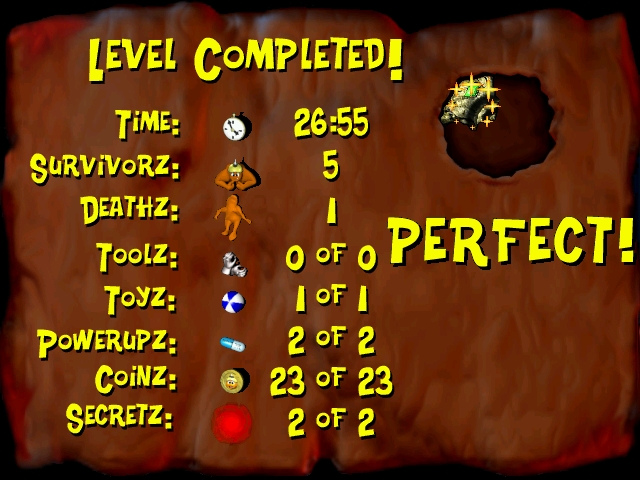 Level Completed!
Time: 26:55
Survivorz: 5
Deathz: 1
Toolz: 0 of 0
PERFECT!
Toyz: 1 of 1
Powerupz: 2 of 2
Coinz: 23 of 23
Secretz: 2 of 2